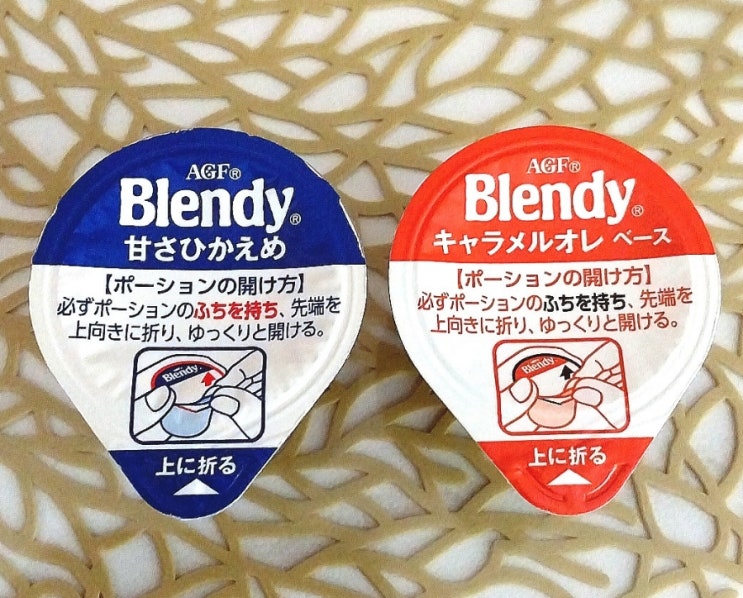 AGF®
Blendy®
甘さひかえめ
【ポーションの開け方】
必ずポーションのふちを持ち、先端を
上向きに折り、ゆっくりと開ける。
Blendy
上に折る
AGF®
Blendy®
キャラメルオレ ベース
【ポーションの開け方】
必ずポーションのふちを持ち、先端を
上向きに折り、ゆっくりと開ける。
Blendy
上に折る